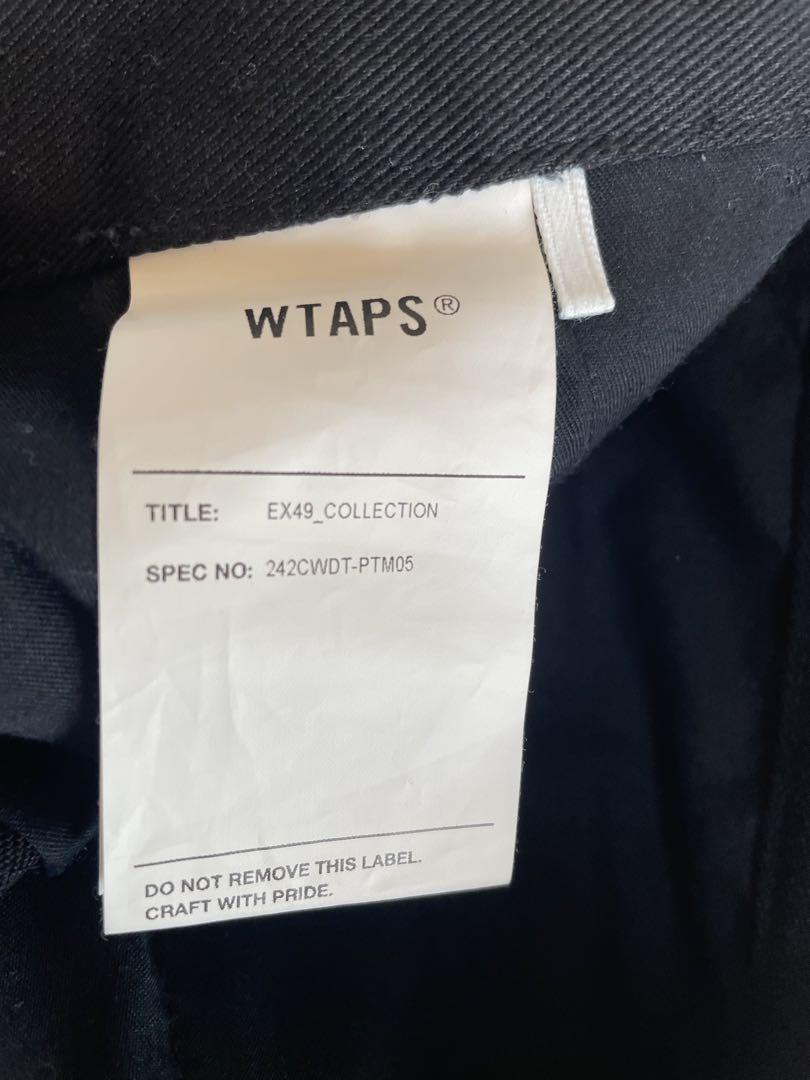 WTAPS®
TITLE: EX49_COLLECTION
SPEC NO: 242CWDT-PTM05
DO NOT REMOVE THIS LABEL.
CRAFT WITH PRIDE.